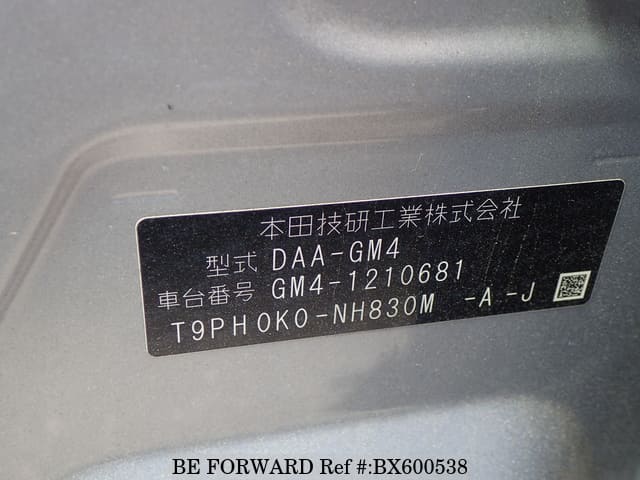 本田技研工業株式会社
型式 DAA-GM4
車台番号 GM4-1210681
T9PH0K0-NH830M -A -J
BE FORWARD Ref #:BX600538